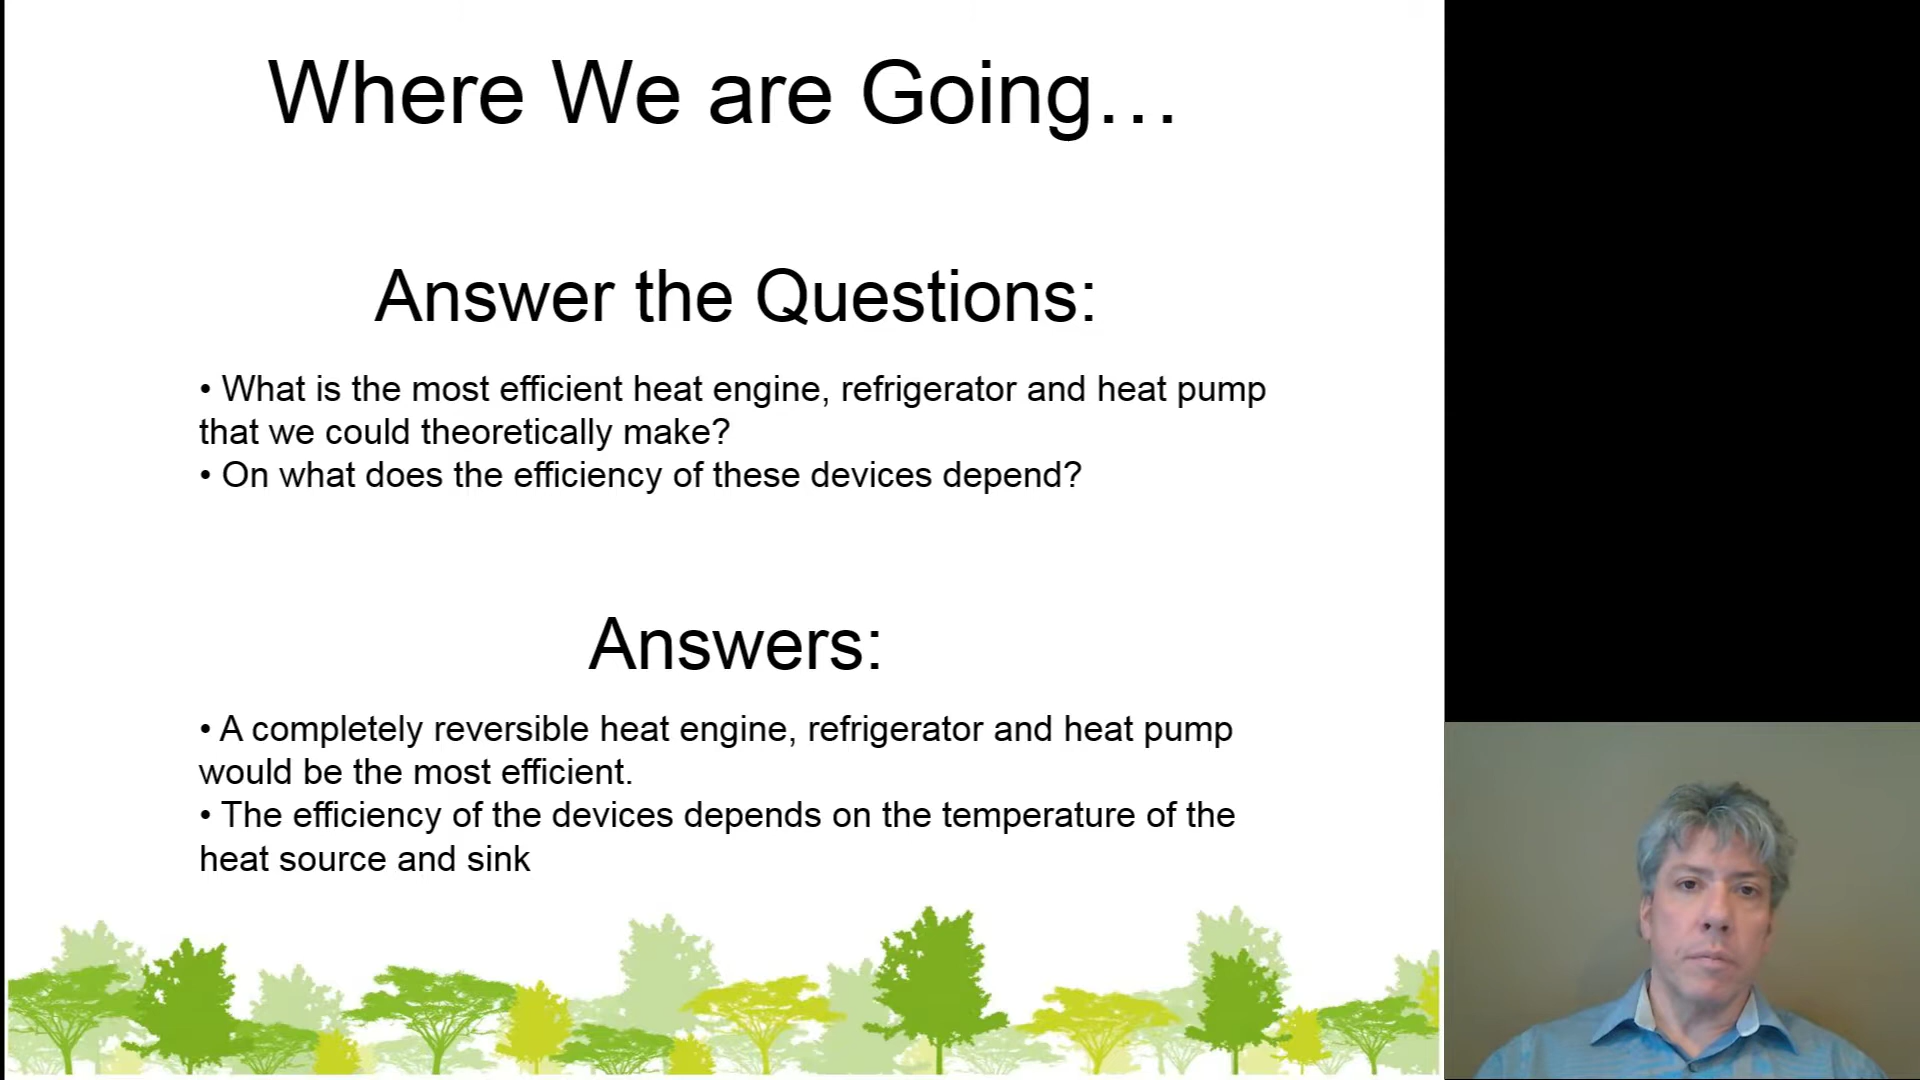 Where We are Going…
Answer the Questions:
• What is the most efficient heat engine, refrigerator and heat pump
that we could theoretically make?
• On what does the efficiency of these devices depend?
Answers:
• A completely reversible heat engine, refrigerator and heat pump
would be the most efficient.
• The efficiency of the devices depends on the temperature of the
heat source and sink